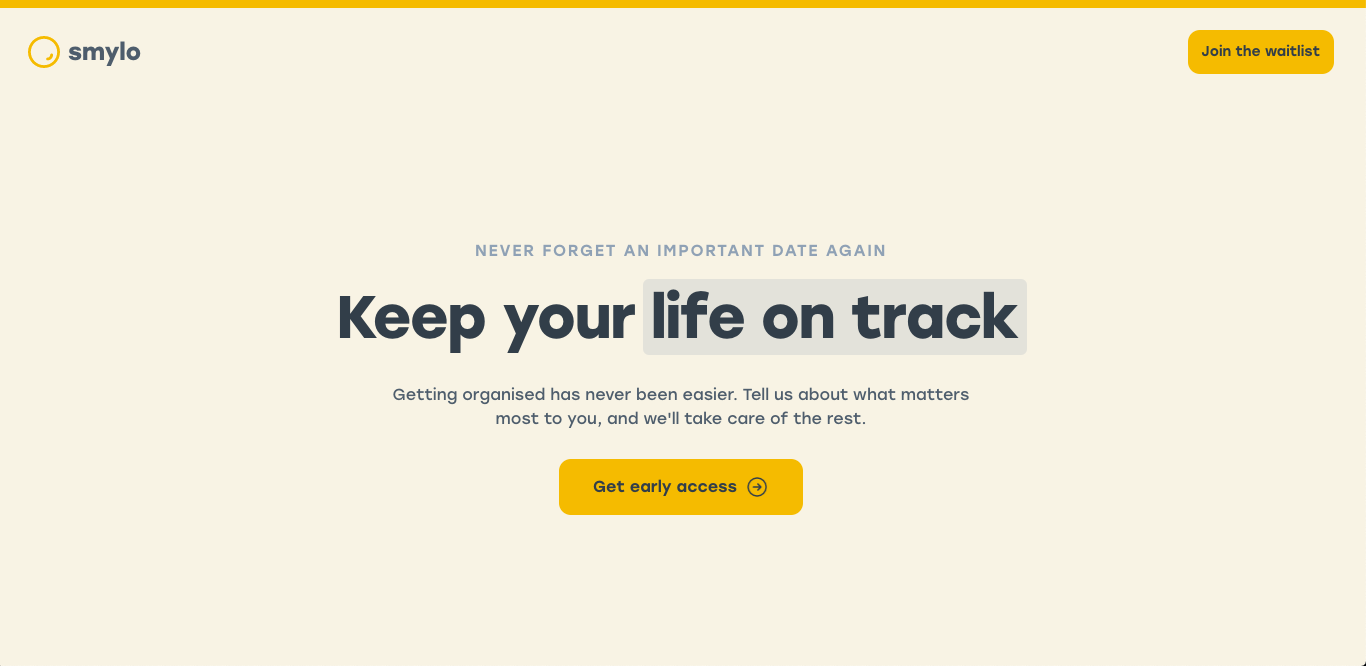 smylo
Join the waitlist
NEVER FORGET AN IMPORTANT DATE AGAIN
Keep your life on track
Getting organised has never been easier. Tell us about what matters
most to you, and we'll take care of the rest.
Get early access